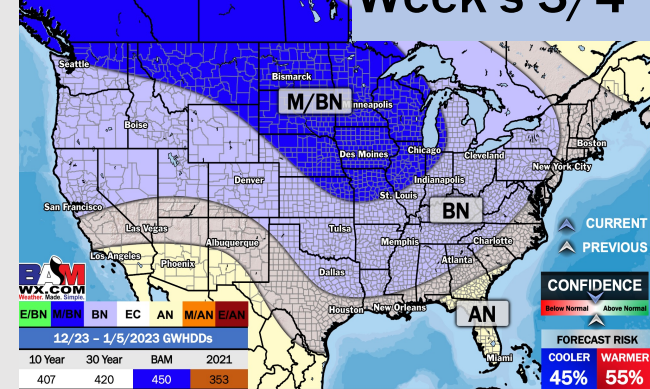 Week's 3/4
Seattle
Bismarck
M/BN
nneapolis
Boise
Boston
Des Moines
Chicago
Cleveland
New York City
Denver
Indianapolis
St. Louis
San Francisco
BN
Las Vegas
Tulsa
CURRENT
Albuquerque
Memphis
Charlotte
PREVIOUS
Los Angeles
Phoenix
Atlanta
Dallas
BAM
WX.COM
Weather. Made. Simple.
CONFIDENCE
Houston
New Orleans
AN
Below Normal
Above Normal
E/BN M/BN BN EC AN M/AN E/AN
12/23 – 1/5/2023 GWHDDs
FORECAST RISK
Miami
COOLER
WARMER
10 Year 30 Year BAM 2021
45% 55%
407 420 450 353